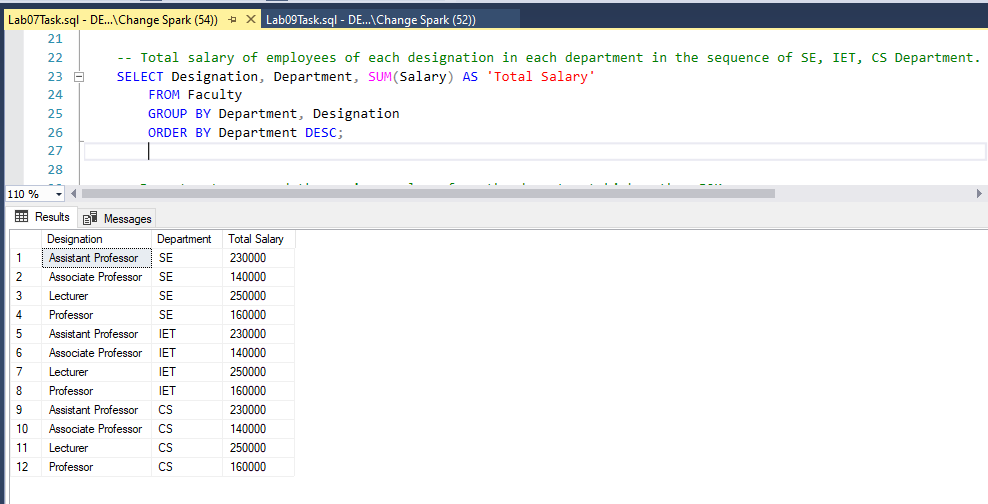 Lab07Task.sql - DE...\Change Spark (54)) Lab09Task.sql - DE...\Change Spark (52))
21
22 -- Total salary of employees of each designation in each department in the sequence of SE, IET, CS Department.
23 SELECT Designation, Department, SUM(Salary) AS 'Total Salary'
24 FROM Faculty
25 GROUP BY Department, Designation
26 ORDER BY Department DESC;
27
28
110 %
Results Messages
Designation Department Total Salary
1 Assistant Professor SE 230000
2 Associate Professor SE 140000
3 Lecturer SE 250000
4 Professor SE 160000
5 Assistant Professor IET 230000
6 Associate Professor IET 140000
7 Lecturer IET 250000
8 Professor IET 160000
9 Assistant Professor CS 230000
10 Associate Professor CS 140000
11 Lecturer CS 250000
12 Professor CS 160000